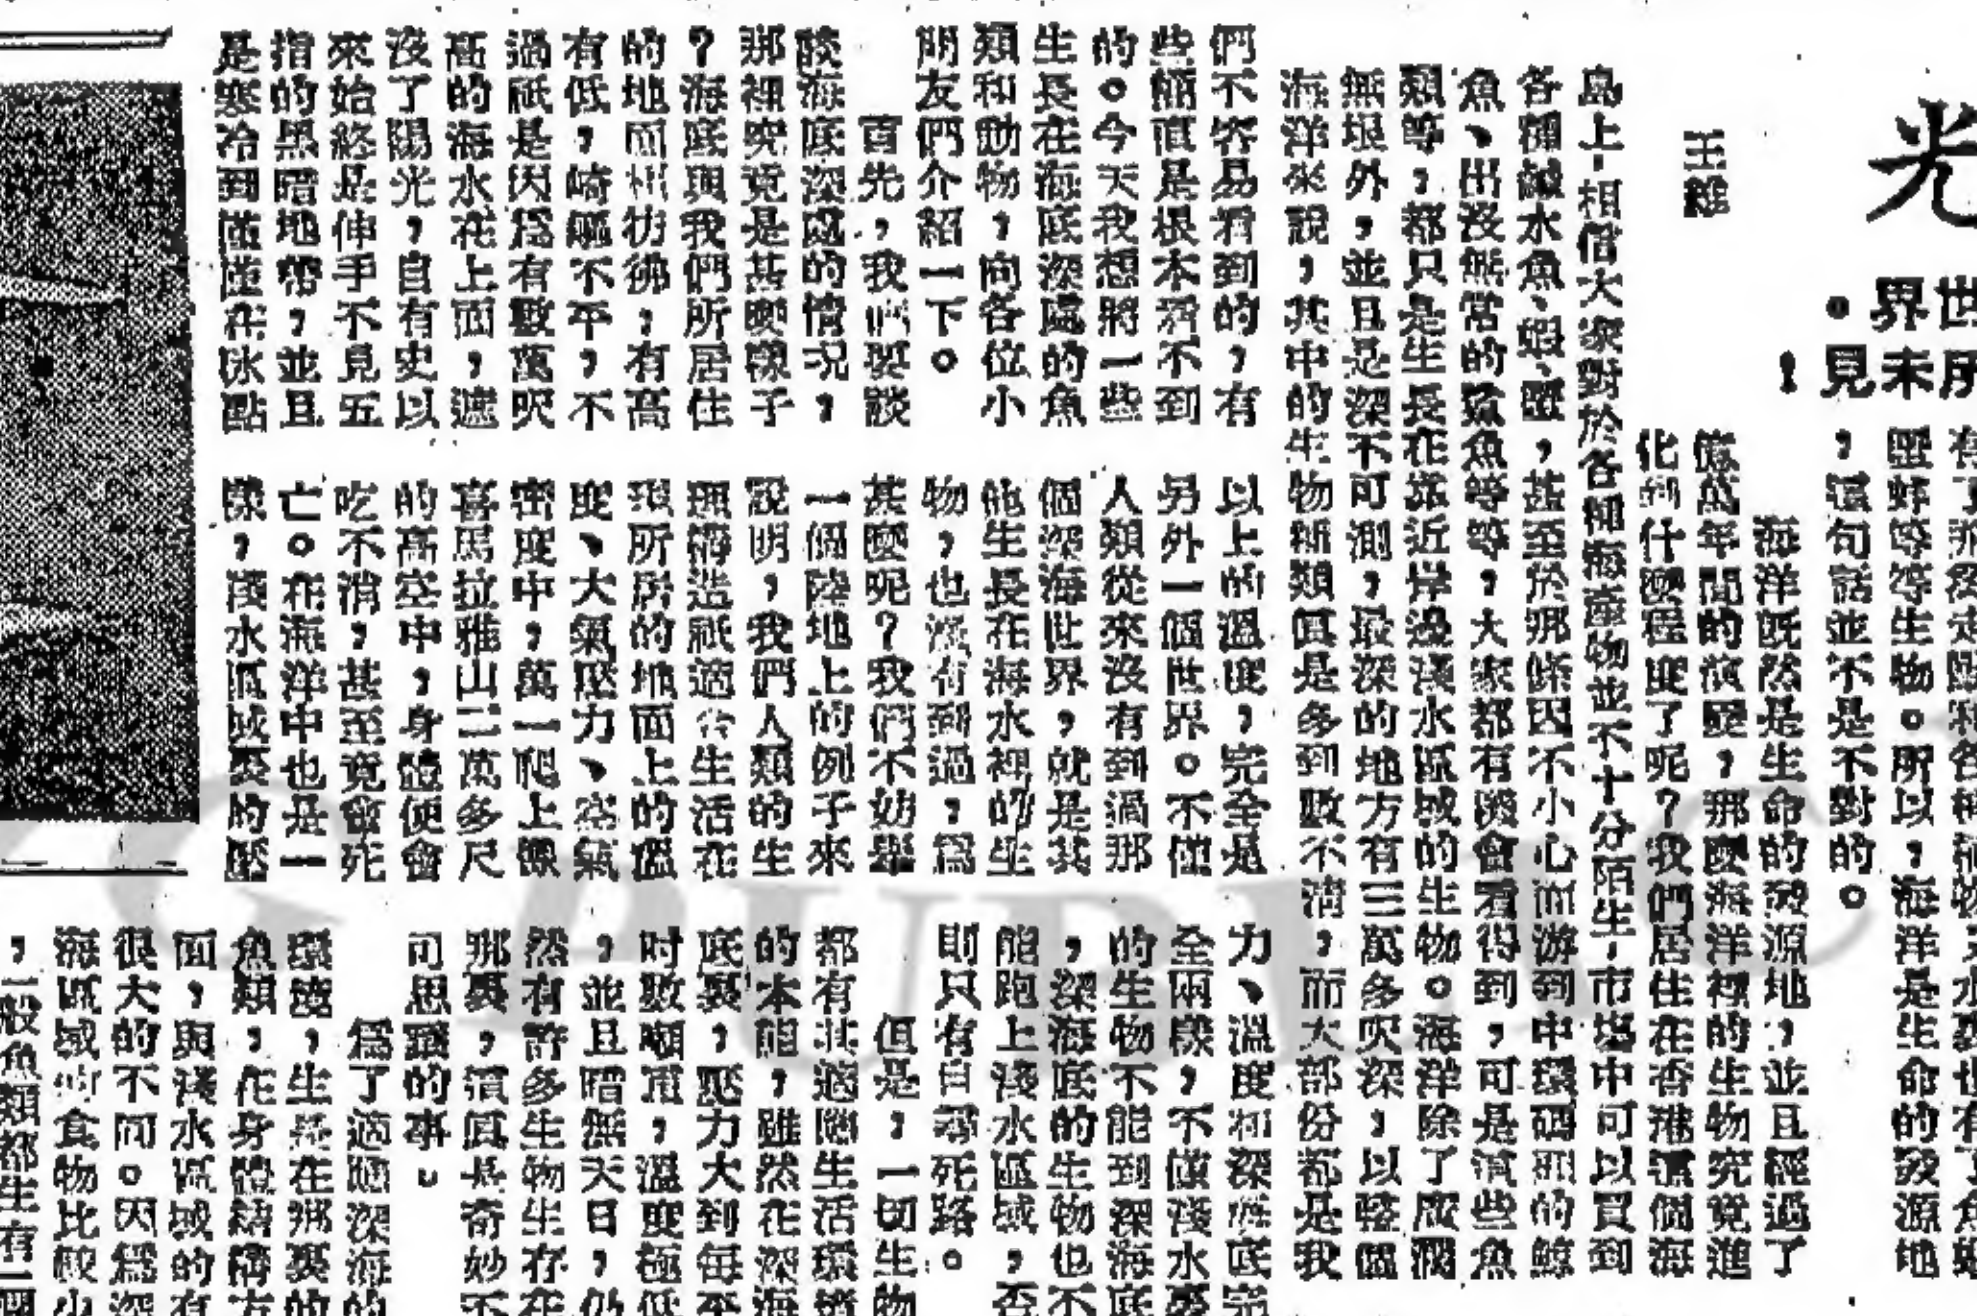 光
世
界。
所未見！
王維
有了
蟹蚌等等生物。所以，海洋是生命的發源地
，這句話並不是不對的。
海洋既然是生命的發源地，並且經過了
億萬年間的演變，那麼海洋裡的生物究竟進
化到什麼程度了呢？我們居住在香港這個海
島上，相信大家對於各種海產物並不十分陌生，市場中可以買到
各種鹹水魚、蝦、蟹，甚至於那條因不小心而游到中環碼頭的鯨
魚、出沒無常的鯊魚等等，大家都有機會看得到，可是這些魚
類等，都只是生長在靠近岸邊淺水區域的生物。海洋除了廣濶
無垠外，並且是深不可測，最深的地方有三萬多呎深，以整個
海洋來說，其中的生物種類眞是多到數不清，而大部份都是我
們不容易看到的，有
些簡直是根本看不到
的。今天我想將一些
生長在海底深處的魚
類和動物，向各位小
朋友們介紹一下。
首先，我們要談
談海底深處的情况，
那裡究竟是甚麼樣子
？海底與我們所居住
的地面相彷彿，有高
有低，崎嶇不平，不
過祇是因爲有數萬呎
高的海水在上面，遮
沒了陽光，自有史以
來始終是伸手不見五
指的黑暗地帶，並且
是寒冷到僅僅在冰點
以上的溫度，完全是
另外一個世界。不僅
人類從來沒有到過那
個深海世界，就是其
他生長在海水裡的生
物，也沒有到過，爲
甚麼呢？我們不妨舉
一個陸地上的例子來
說明，我們人類的生
理構造祇適合生活在
現所居的地面上的溫
度、大氣壓力、空氣
密度中，萬一爬上像
喜馬拉雅山二萬多尺
的高空中，身體便會
吃不消，甚至竟會死
亡。在海洋中也是一
樣，淺水區域裏的壓
力、溫度和深海底完
全兩樣，不僅淺水
的生物不能到深海底
，深海底的生物也不
能跑上淺水區域，否
則只有自尋死路。
但是，一切生物
都有其適應生活環境
的本能，雖然在深海
底裏，壓力大到每平
吋數噸重，溫度極低
，並且暗無天日，仍
然有許多生物生存在
那裏，這眞是奇妙不
可思議的事。
爲了適應深海的
環境，生長在那裏的
魚類，在身體結構方
面，與淺水區域的有
很大的不同。因爲深
海區域的食物比較少
，一般魚類都生有一個